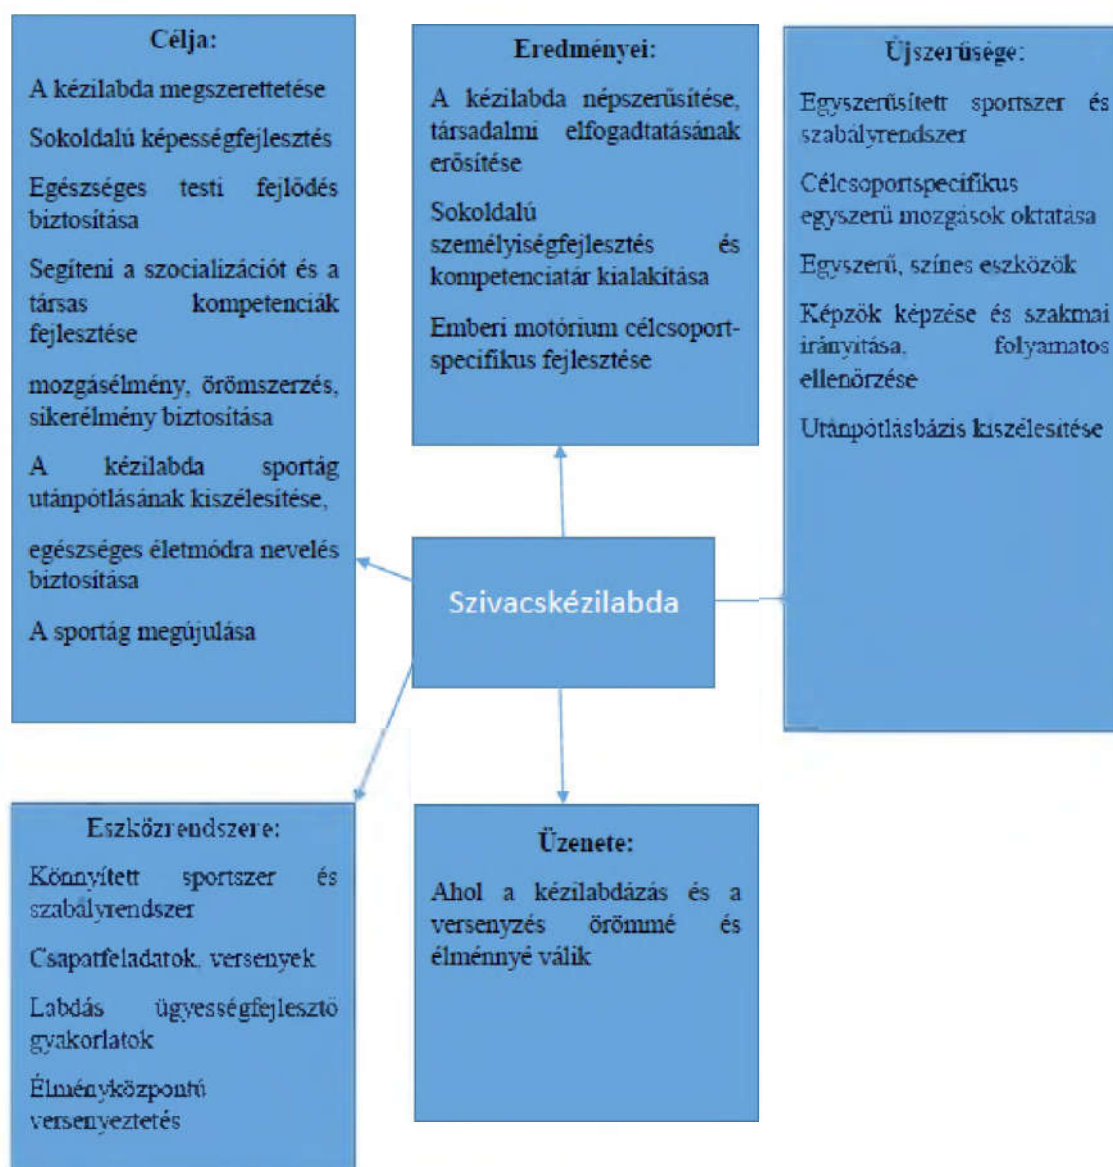 Célja:
A kézilabda megszerettetése
Sokoldalú képességfejlesztés
Egészséges testi fejlődés
biztosítása
Segíteni a szocializációt és a
társas kompetenciák
fejlesztése
mozgásélmény, örömszerzés,
sikerélmény biztosítása
A kézilabda sportág
utánpótlásának kiszélesítése,
egészséges életmódra nevelés
biztosítása
A sportág megújulása
Eredményei:
A kézilabda népszerűsítése,
társadalmi elfogadtatásának
erősítése
Sokoldalú
személyiségfejlesztés és
kompetenciatár kialakítása
Emberi motórium célcsoport-
specifikus fejlesztése
Újszerűsége:
Egyszerűsített sportszer és
szabályrendszer
Célcsoportspecifikus
egyszerű mozgások oktatása
Egyszerű, színes eszközök
Képzők képzése és szakmai
irányítása, folyamatos
ellenőrzése
Utánpótlásbázis kiszélesítése
Szivacskézilabda
Eszközrendszere:
Könnyített sportszer és
szabályrendszer
Csapatfeladatok, versenyek
Labdás ügyességfejlesztő
gyakorlatok
Élményközpontú
versenyeztetés
Üzenete:
Ahol a kézilabdázás és a
versenyzés örömmé és
élménnyé válik